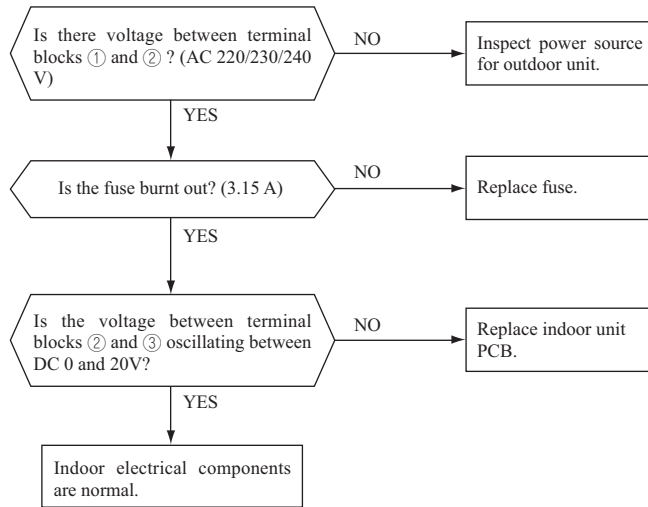 Is there voltage between terminal
blocks ① and ② ? (AC 220/230/240
V)
NO
Inspect power source
for outdoor unit.
YES
Is the fuse burnt out? (3.15 A)
NO
Replace fuse.
YES
Is the voltage between terminal
blocks ② and ③ oscillating between
DC 0 and 20V?
NO
Replace indoor unit
PCB.
YES
Indoor electrical components
are normal.